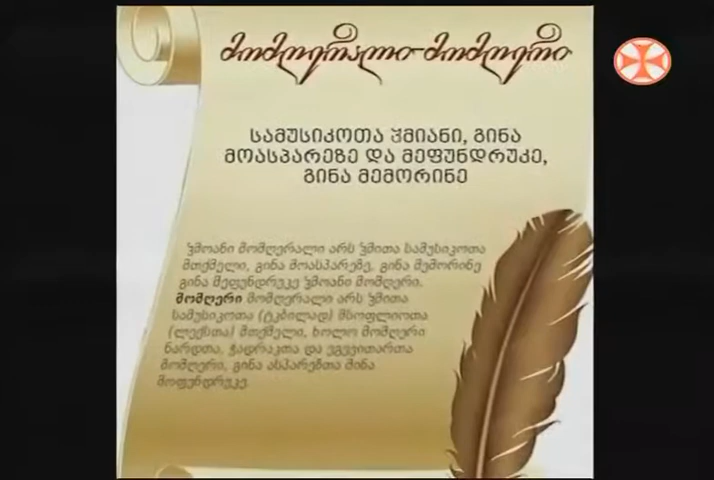 მომღერალი-მომღერი
ᲡᲐᲛᲣᲡᲘᲙᲝᲗᲐ ჴᲛᲘᲐᲜᲘ, ᲒᲘᲜᲐ
ᲛᲝᲐᲡᲞᲐᲠᲔᲖᲔ ᲓᲐ ᲛᲔᲤᲣᲜᲓᲠᲣᲙᲔ,
ᲒᲘᲜᲐ ᲛᲔᲛᲝᲠᲘᲜᲔ
ჴმოანი მომღერალი არს ჴმითა სამუსიკოთა
მთქმელი, გინა მოასპარეზე, გინა მემორინე
გინა მეფუნდრუკე ჴმოანი მომღერი.
მომღერი მომღერალი არს ჴმითა
სამუსიკოთა (ტკბილად) მსოფლიოთა
(ლექსთა) მთქმელი, ხოლო მომღერი
ნარდთა, ჭადრაკთა და ეგევითართა
მომღერი, გინა ასპარეზთა შინა
მოფუნდრუკე.